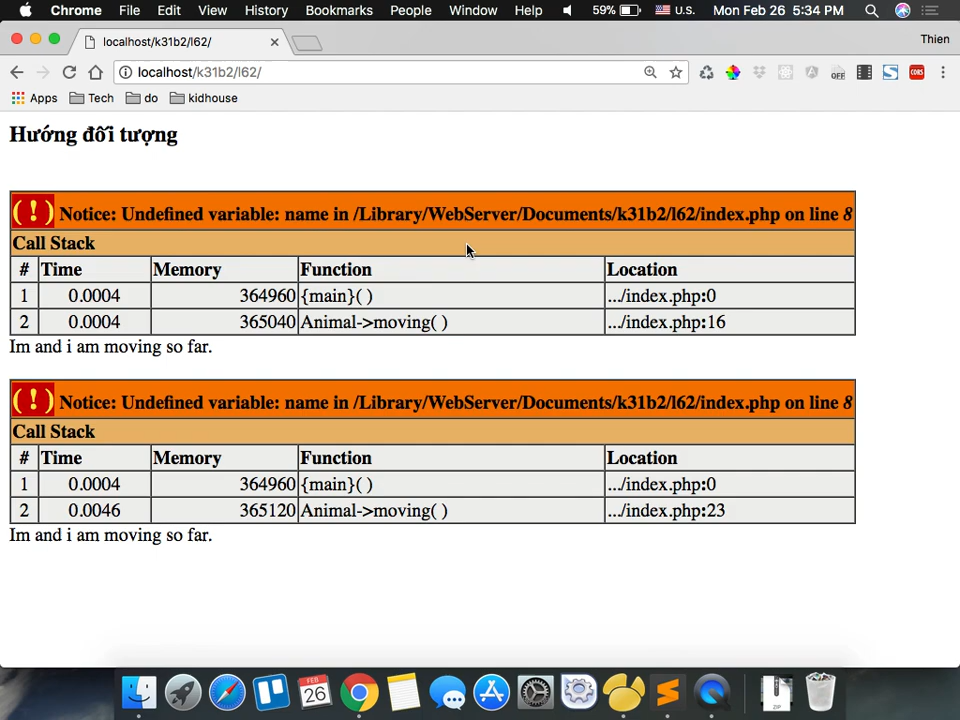 Chrome File Edit View History Bookmarks People Window Help 59% U.S. Mon Feb 26 5:34 PM
localhost/k31b2/l62/ Thien
localhost/k31b2/l62/ OFF CORS
Apps Tech do kidhouse
Hướng đối tượng
( ! ) Notice: Undefined variable: name in /Library/WebServer/Documents/k31b2/l62/index.php on line 8
Call Stack
# Time Memory Function Location
1 0.0004 364960 {main}( ) .../index.php:0
2 0.0004 365040 Animal->moving( ) .../index.php:16
Im and i am moving so far.
( ! ) Notice: Undefined variable: name in /Library/WebServer/Documents/k31b2/l62/index.php on line 8
Call Stack
# Time Memory Function Location
1 0.0004 364960 {main}( ) .../index.php:0
2 0.0046 365120 Animal->moving( ) .../index.php:23
Im and i am moving so far.
FEB
26
ZIP